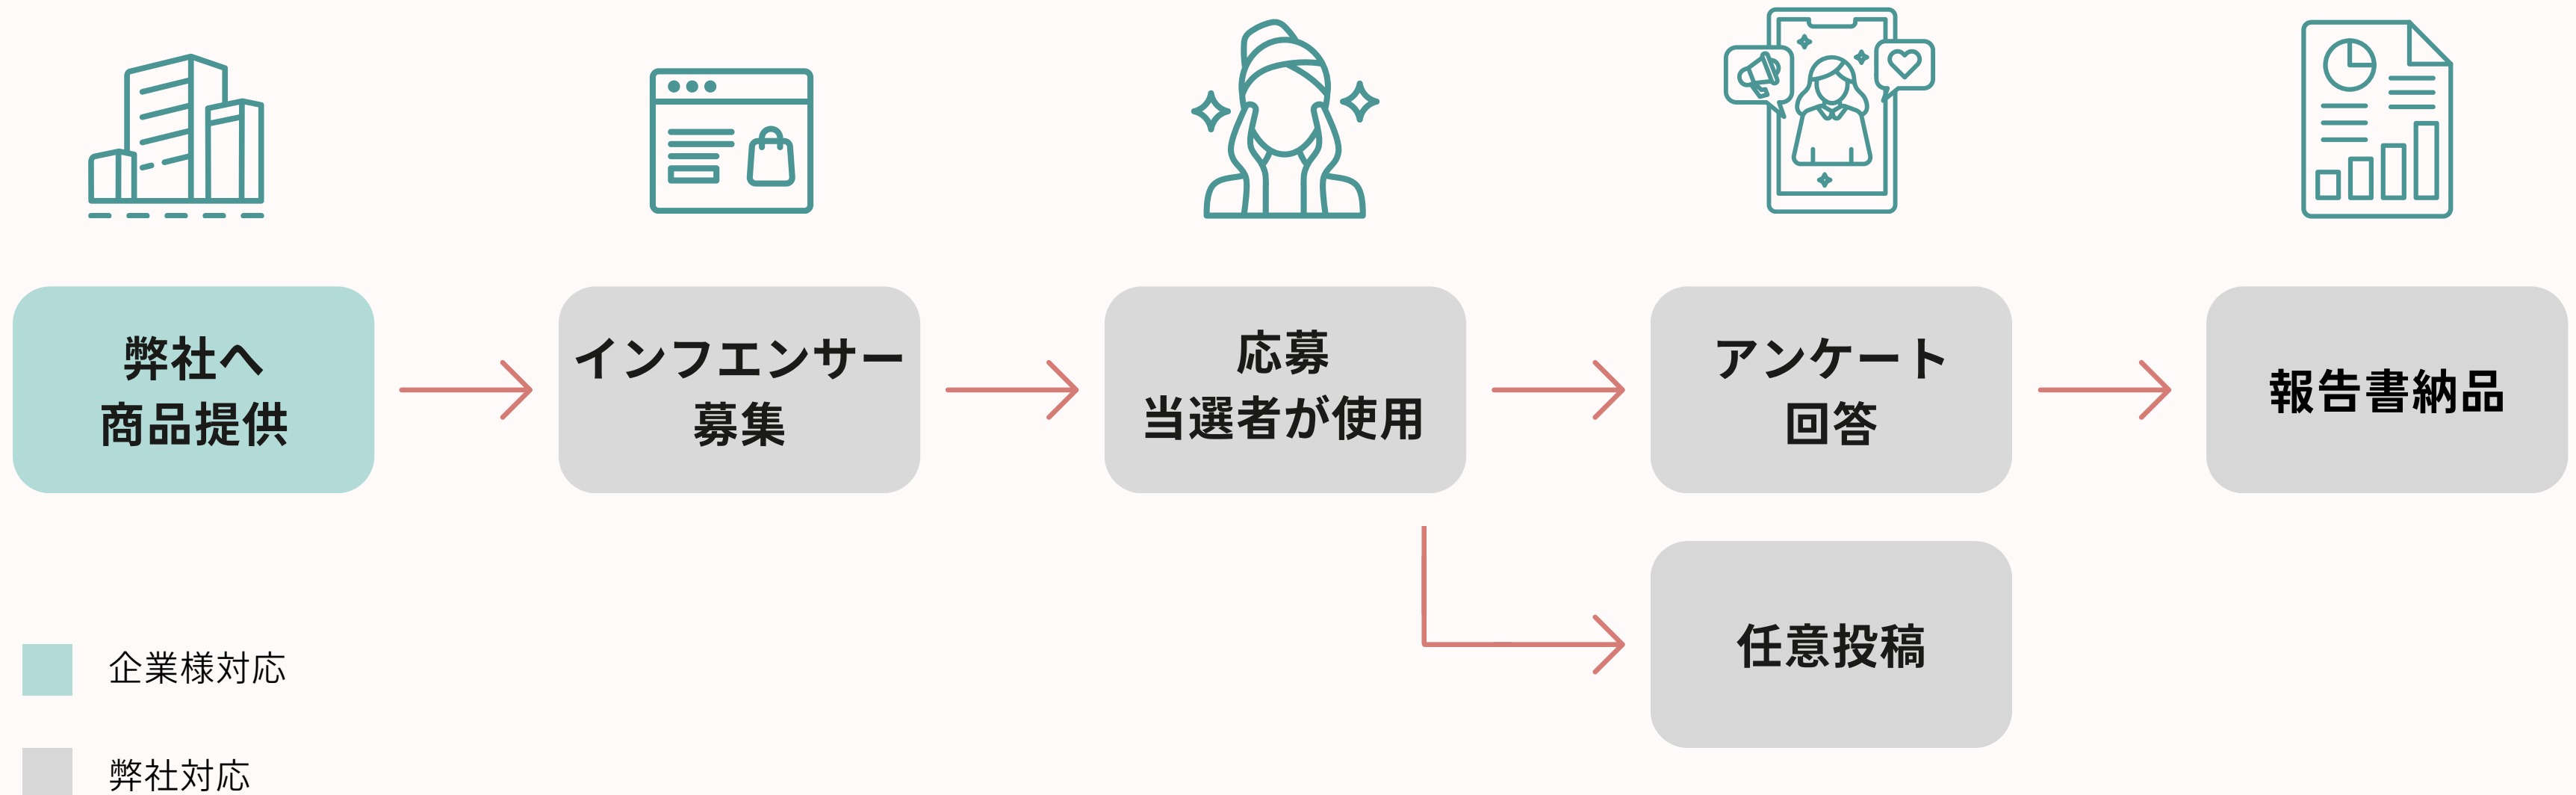 弊社へ
商品提供
インフエンサー
募集
応募
当選者が使用
アンケート
回答
報告書納品
任意投稿
企業様対応
弊社対応